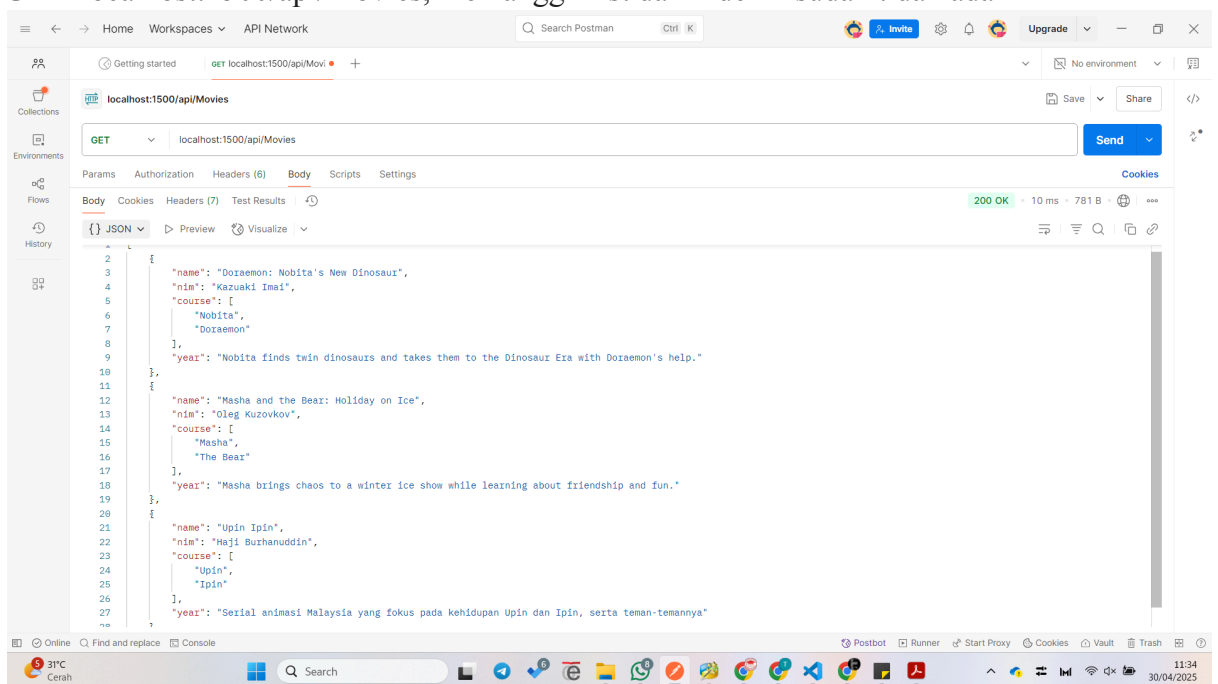 Home Workspaces API Network Search Postman Ctrl K Invite Upgrade
Getting started GET localhost:1500/api/Movi No environment
HTTP localhost:1500/api/Movies Save Share
Collections
GET localhost:1500/api/Movies Send
Environments
Params Authorization Headers (6) Body Scripts Settings Cookies
Flows
Body Cookies Headers (7) Test Results 200 OK 10 ms 781 B
{} JSON Preview Visualize
History
1 [
2 {
3 "name": "Doraemon: Nobita's New Dinosaur",
4 "nim": "Kazuaki Imai",
5 "course": [
6 "Nobita",
7 "Doraemon"
8 ],
9 "year": "Nobita finds twin dinosaurs and takes them to the Dinosaur Era with Doraemon's help."
10 },
11 {
12 "name": "Masha and the Bear: Holiday on Ice",
13 "nim": "Oleg Kuzovkov",
14 "course": [
15 "Masha",
16 "The Bear"
17 ],
18 "year": "Masha brings chaos to a winter ice show while learning about friendship and fun."
19 },
20 {
21 "name": "Upin Ipin",
22 "nim": "Haji Burhanuddin",
23 "course": [
24 "Upin",
25 "Ipin"
26 ],
27 "year": "Serial animasi Malaysia yang fokus pada kehidupan Upin dan Ipin, serta teman-temannya"
28 }
Online Find and replace Console Postbot Runner Start Proxy Cookies Vault Trash
5 31°C
Cerah
Search
11:34
30/04/2025